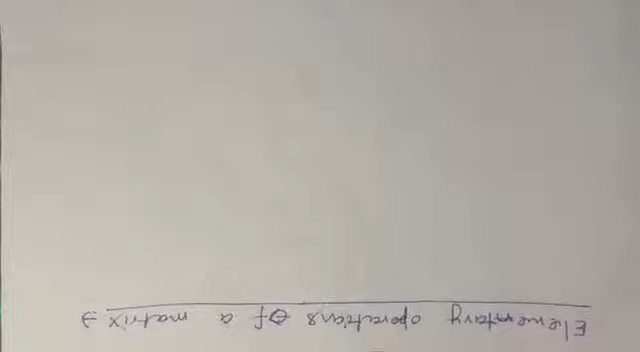 Elementary operations of a matrix →